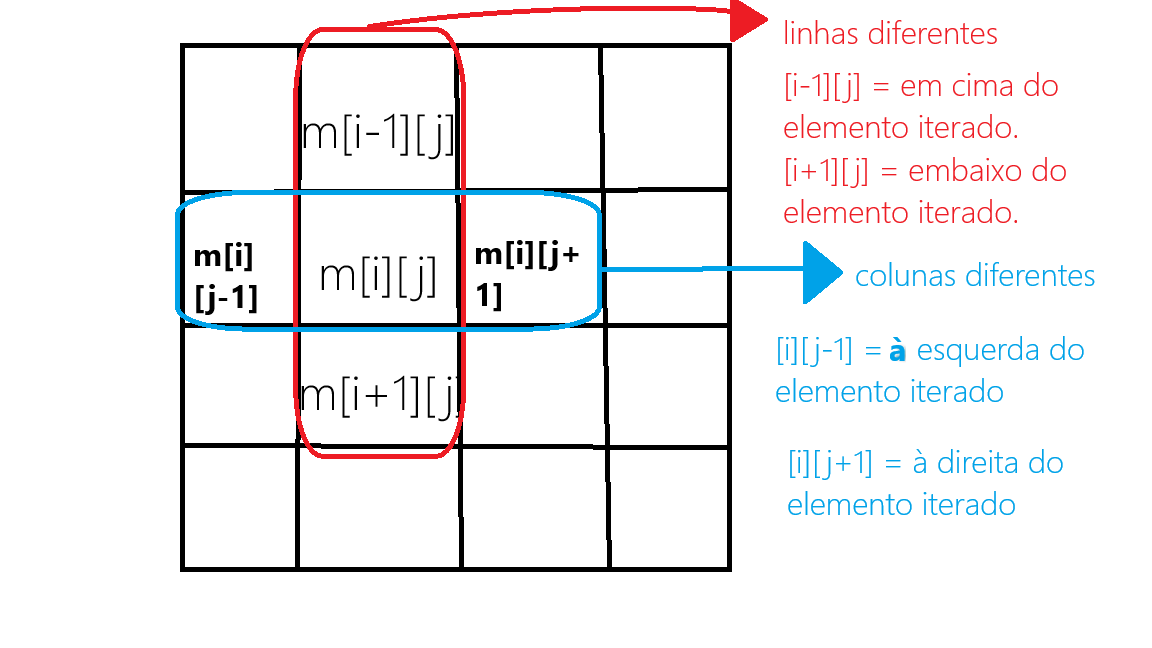 linhas diferentes
[i-1][j] = em cima do
elemento iterado.
[i+1][j] = embaixo do
elemento iterado.
m[i-1][j]
m[i]
[j-1]
m[i][j]
m[i][j+
1]
colunas diferentes
[i][j-1] = à esquerda do
elemento iterado
m[i+1][j]
[i][j+1] = à direita do
elemento iterado